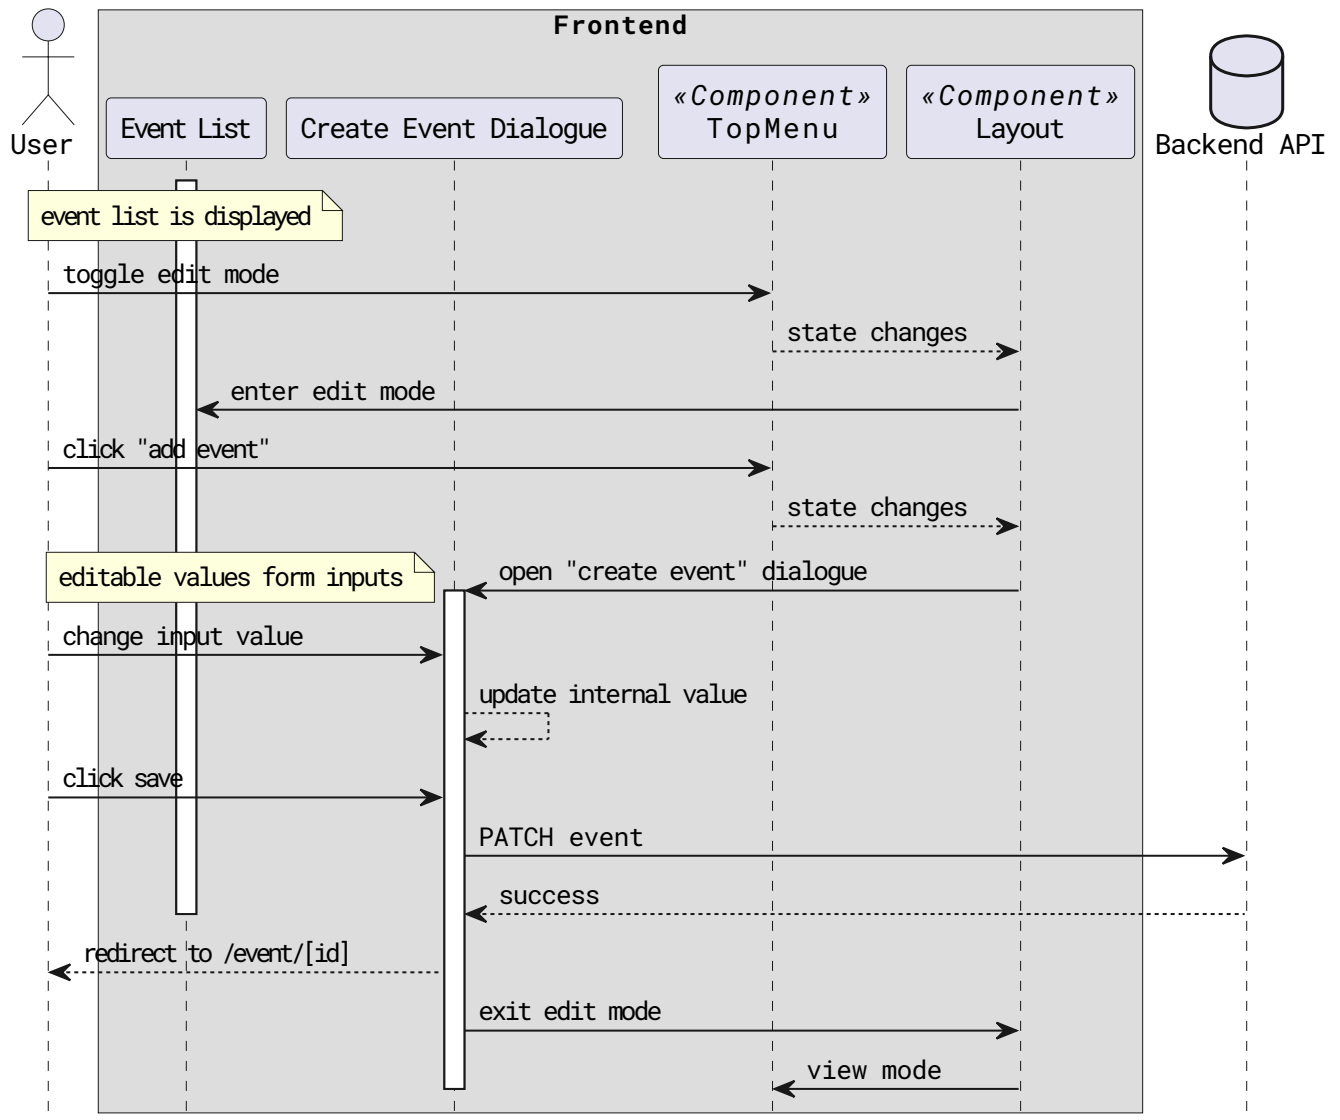 Frontend
User
Event List
Create Event Dialogue
«Component»
TopMenu
«Component»
Layout
Backend API
event list is displayed
toggle edit mode
state changes
enter edit mode
click "add event"
state changes
editable values form inputs
open "create event" dialogue
change input value
update internal value
click save
PATCH event
success
redirect to /event/[id]
exit edit mode
view mode